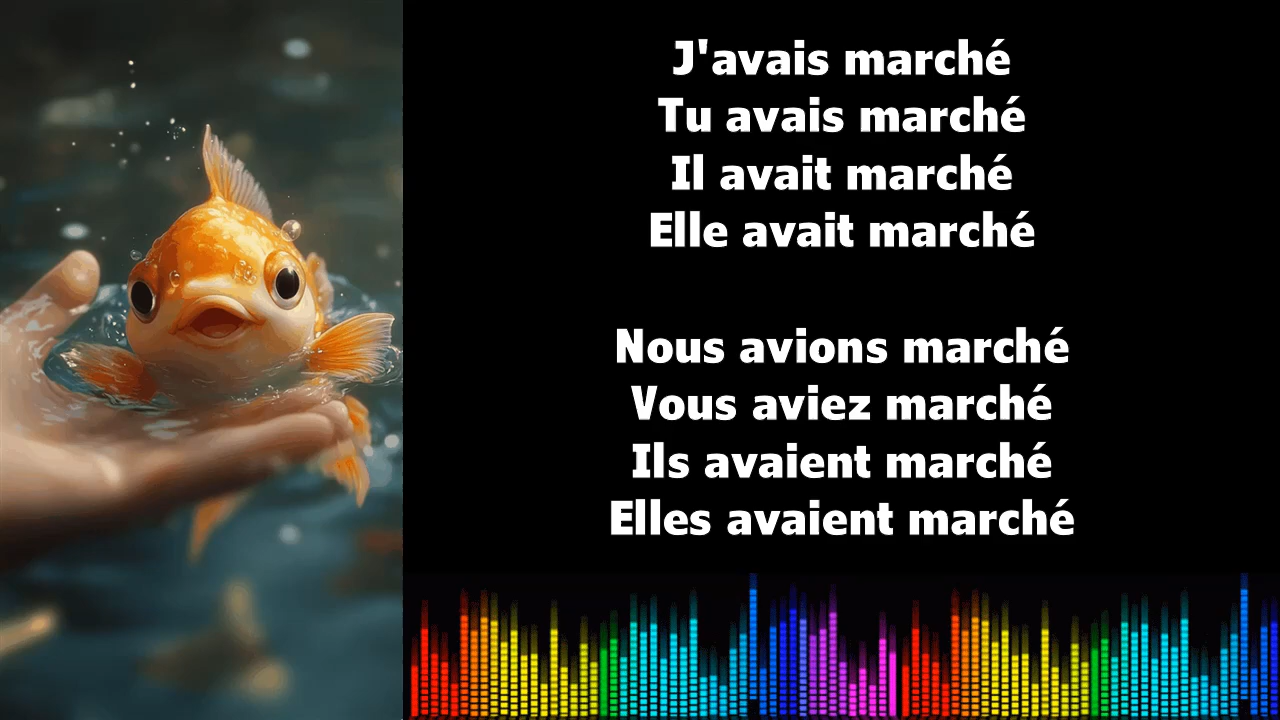 J'avais marché
Tu avais marché
Il avait marché
Elle avait marché
Nous avions marché
Vous aviez marché
Ils avaient marché
Elles avaient marché